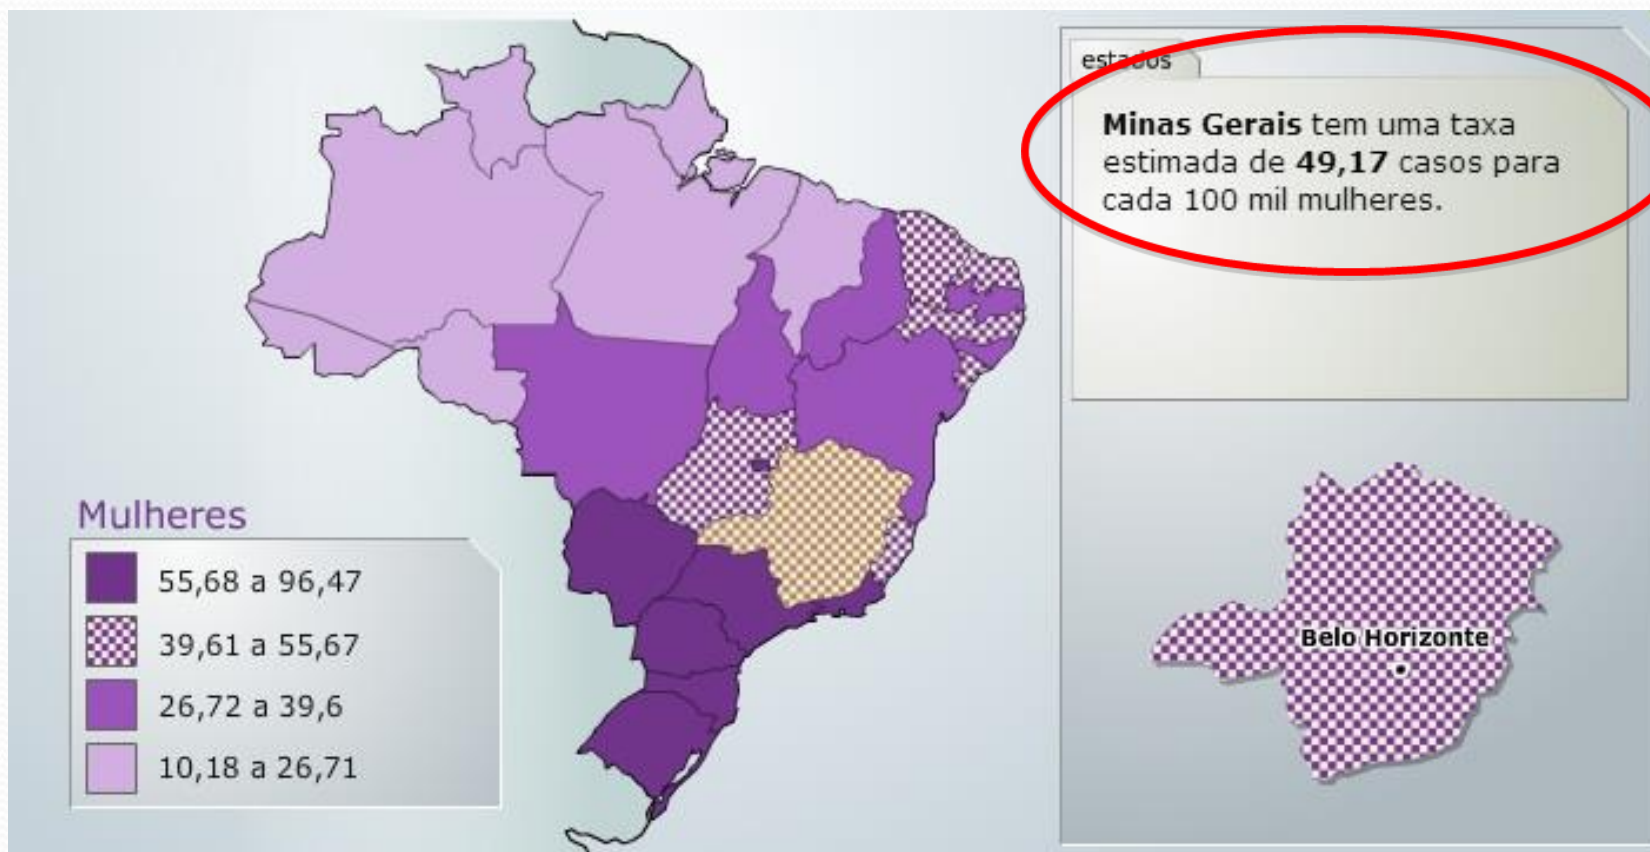 estados
Minas Gerais tem uma taxa
estimada de 49,17 casos para
cada 100 mil mulheres.
Mulheres
55,68 a 96,47
39,61 a 55,67
26,72 a 39,6
10,18 a 26,71
Belo Horizonte